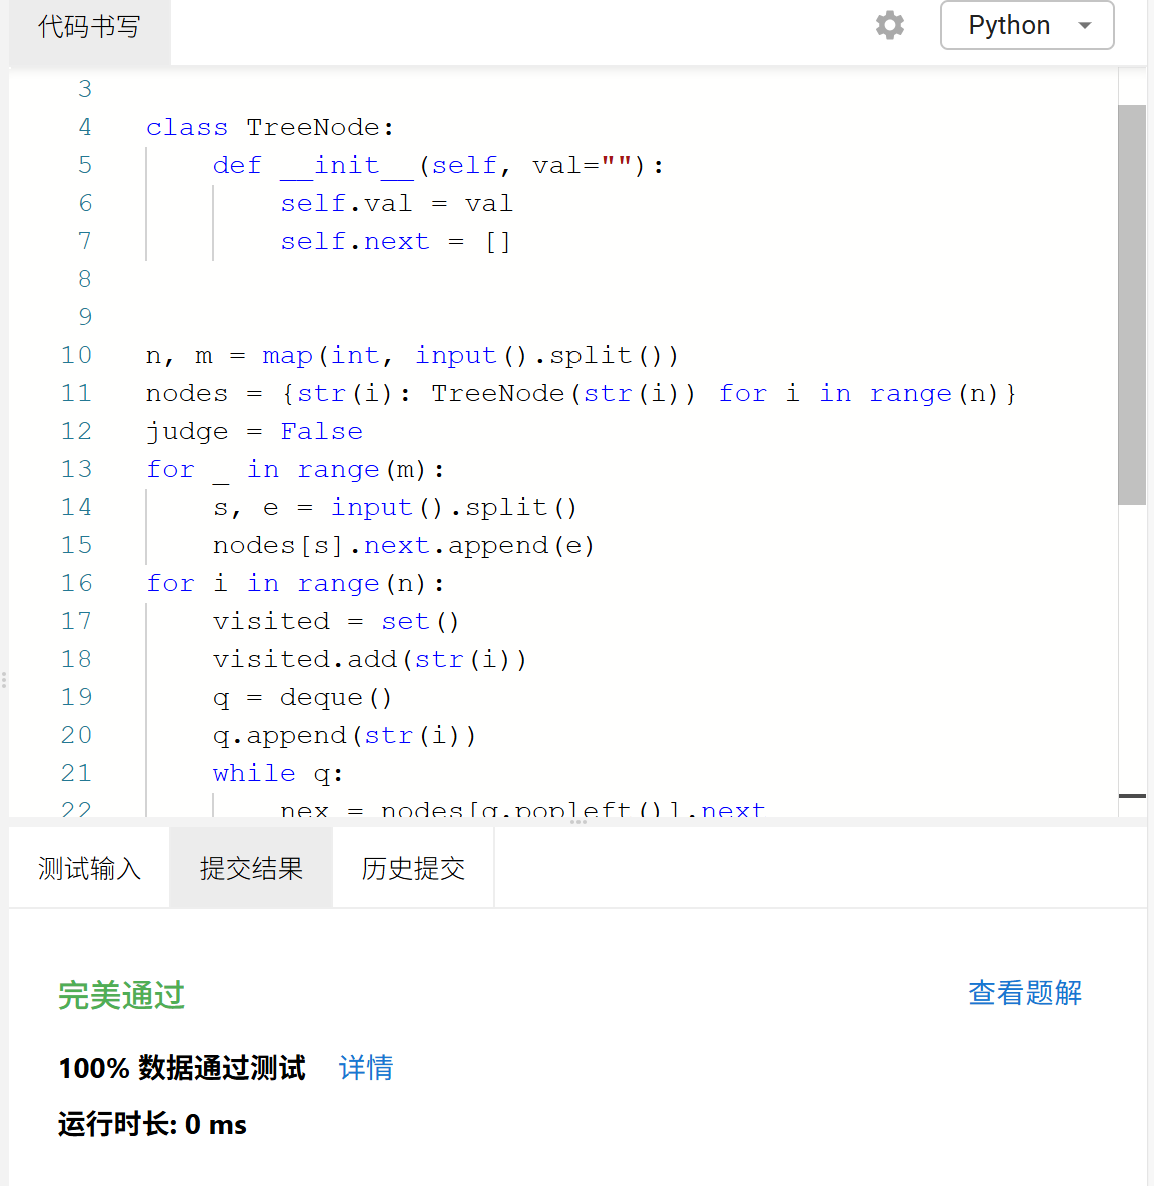 代码书写
Python
3
4 class TreeNode:
5 def __init__(self, val=""):
6 self.val = val
7 self.next = []
8
9
10 n, m = map(int, input().split())
11 nodes = {str(i): TreeNode(str(i)) for i in range(n)}
12 judge = False
13 for _ in range(m):
14 s, e = input().split()
15 nodes[s].next.append(e)
16 for i in range(n):
17 visited = set()
18 visited.add(str(i))
19 q = deque()
20 q.append(str(i))
21 while q:
22 nex = nodes[q.popleft()].next
测试输入 提交结果 历史提交
完美通过 查看题解
100% 数据通过测试 详情
运行时长: 0 ms